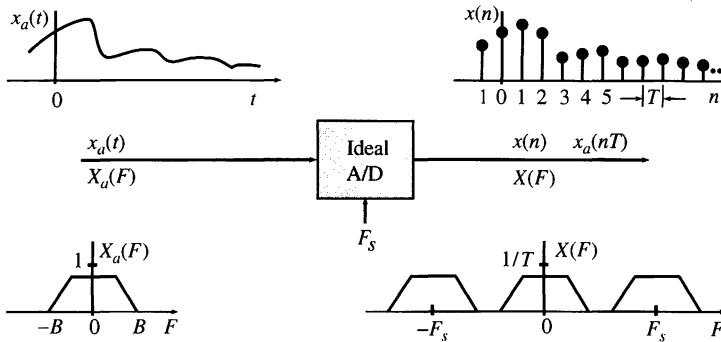 x_a(t)
0
t
x(n)
1 0 1 2 3 4 5 T n
x_a(t)
X_a(F)
Ideal
A/D
F_s
x(n) x_a(nT)
X(F)
1 X_a(F)
-B 0 B F
1/T X(F)
-F_s 0 F_s F